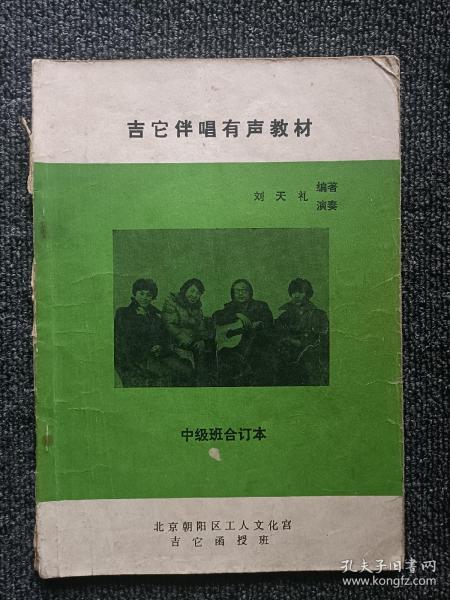 吉它伴唱有声教材
刘天礼 编著
演奏
中级班合订本
北京朝阳区工人文化宫
吉它函授班
孔夫子旧书网
www.kongfz.com